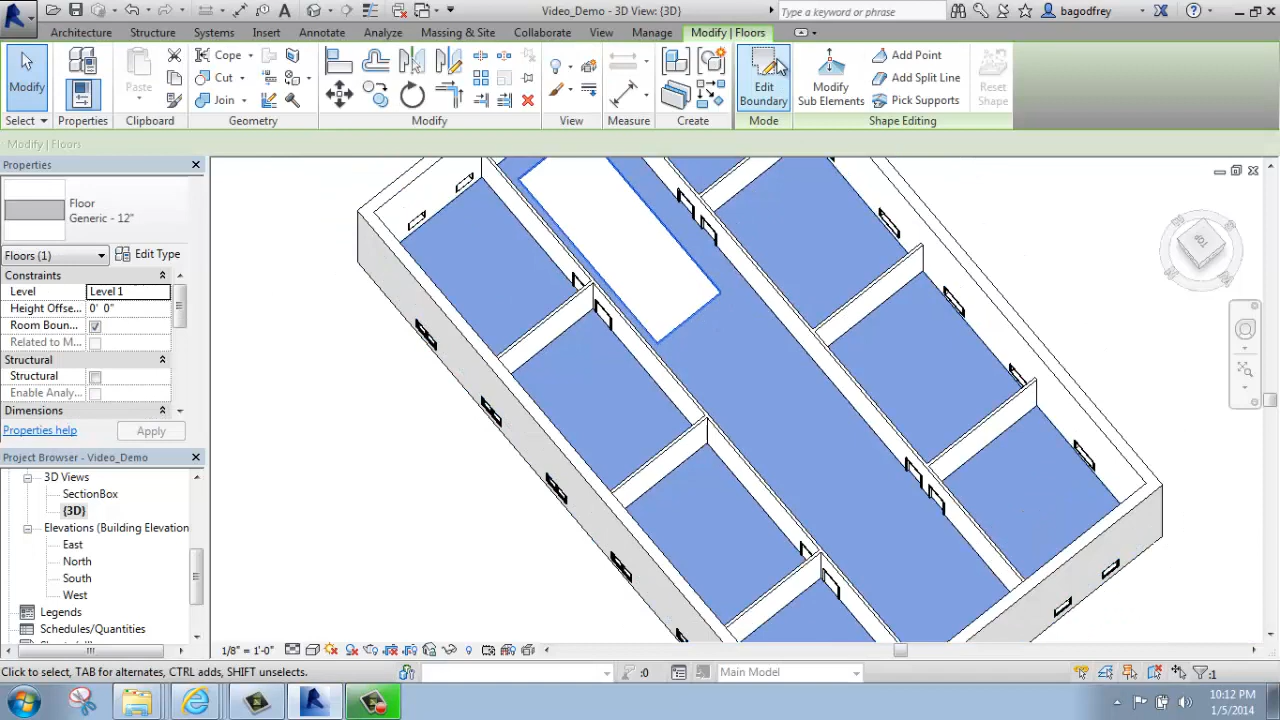 Video_Demo - 3D View: {3D}
Type a keyword or phrase
bagodfrey
Architecture
Structure
Systems
Insert
Annotate
Analyze
Massing & Site
Collaborate
View
Manage
Modify | Floors
Modify
Paste
Cope
Cut
Join
Edit
Boundary
Modify
Sub Elements
Add Point
Add Split Line
Pick Supports
Reset
Shape
Select
Properties
Clipboard
Geometry
Modify
View
Measure
Create
Mode
Shape Editing
Modify | Floors
Properties
Floor
Generic - 12"
Floors (1)
Edit Type
Constraints
Level
Level 1
Height Offse...
0' 0"
Room Boun...
Related to M...
Structural
Structural
Enable Analy...
Dimensions
Properties help
Apply
Project Browser - Video_Demo
3D Views
SectionBox
{3D}
Elevations (Building Elevation
East
North
South
West
Legends
Schedules/Quantities
TOP
1/8" = 1'-0"
Click to select, TAB for alternates, CTRL adds, SHIFT unselects.
:0
Main Model
:1
10:12 PM
1/5/2014